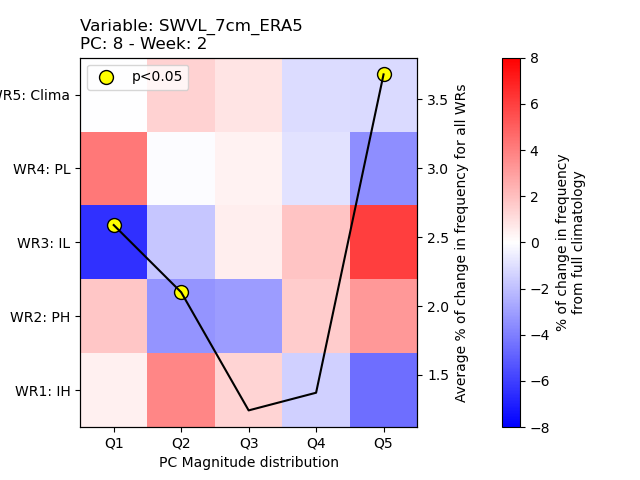 Variable: SWVL_7cm_ERA5
PC: 8 - Week: 2
p<0.05
WR5: Clima
WR4: PL
WR3: IL
WR2: PH
WR1: IH
Q1 Q2 Q3 Q4 Q5
PC Magnitude distribution
3.5
3.0
2.5
2.0
1.5
Average % of change in frequency for all WRs
8
6
4
2
0
−2
−4
−6
−8
% of change in frequency
from full climatology